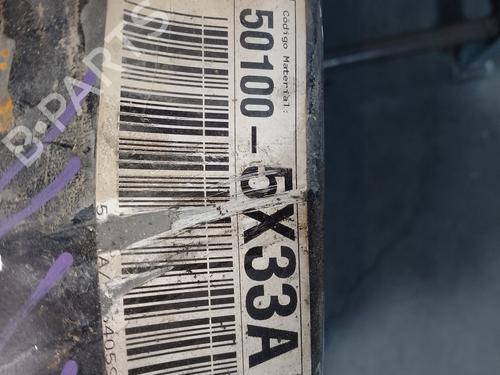 Código Material:
50100-5X33A
B-PARTS